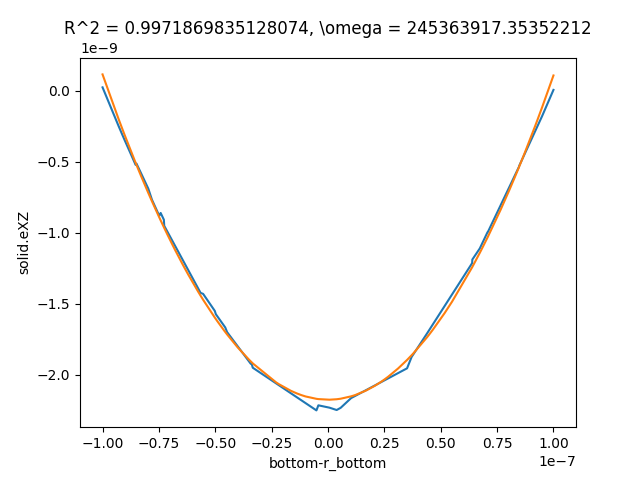 R^2 = 0.9971869835128074, \omega = 245363917.35352212
1e−9
0.0
−0.5
−1.0
−1.5
−2.0
solid.eXZ
−1.00 −0.75 −0.50 −0.25 0.00 0.25 0.50 0.75 1.00
bottom-r_bottom
1e−7